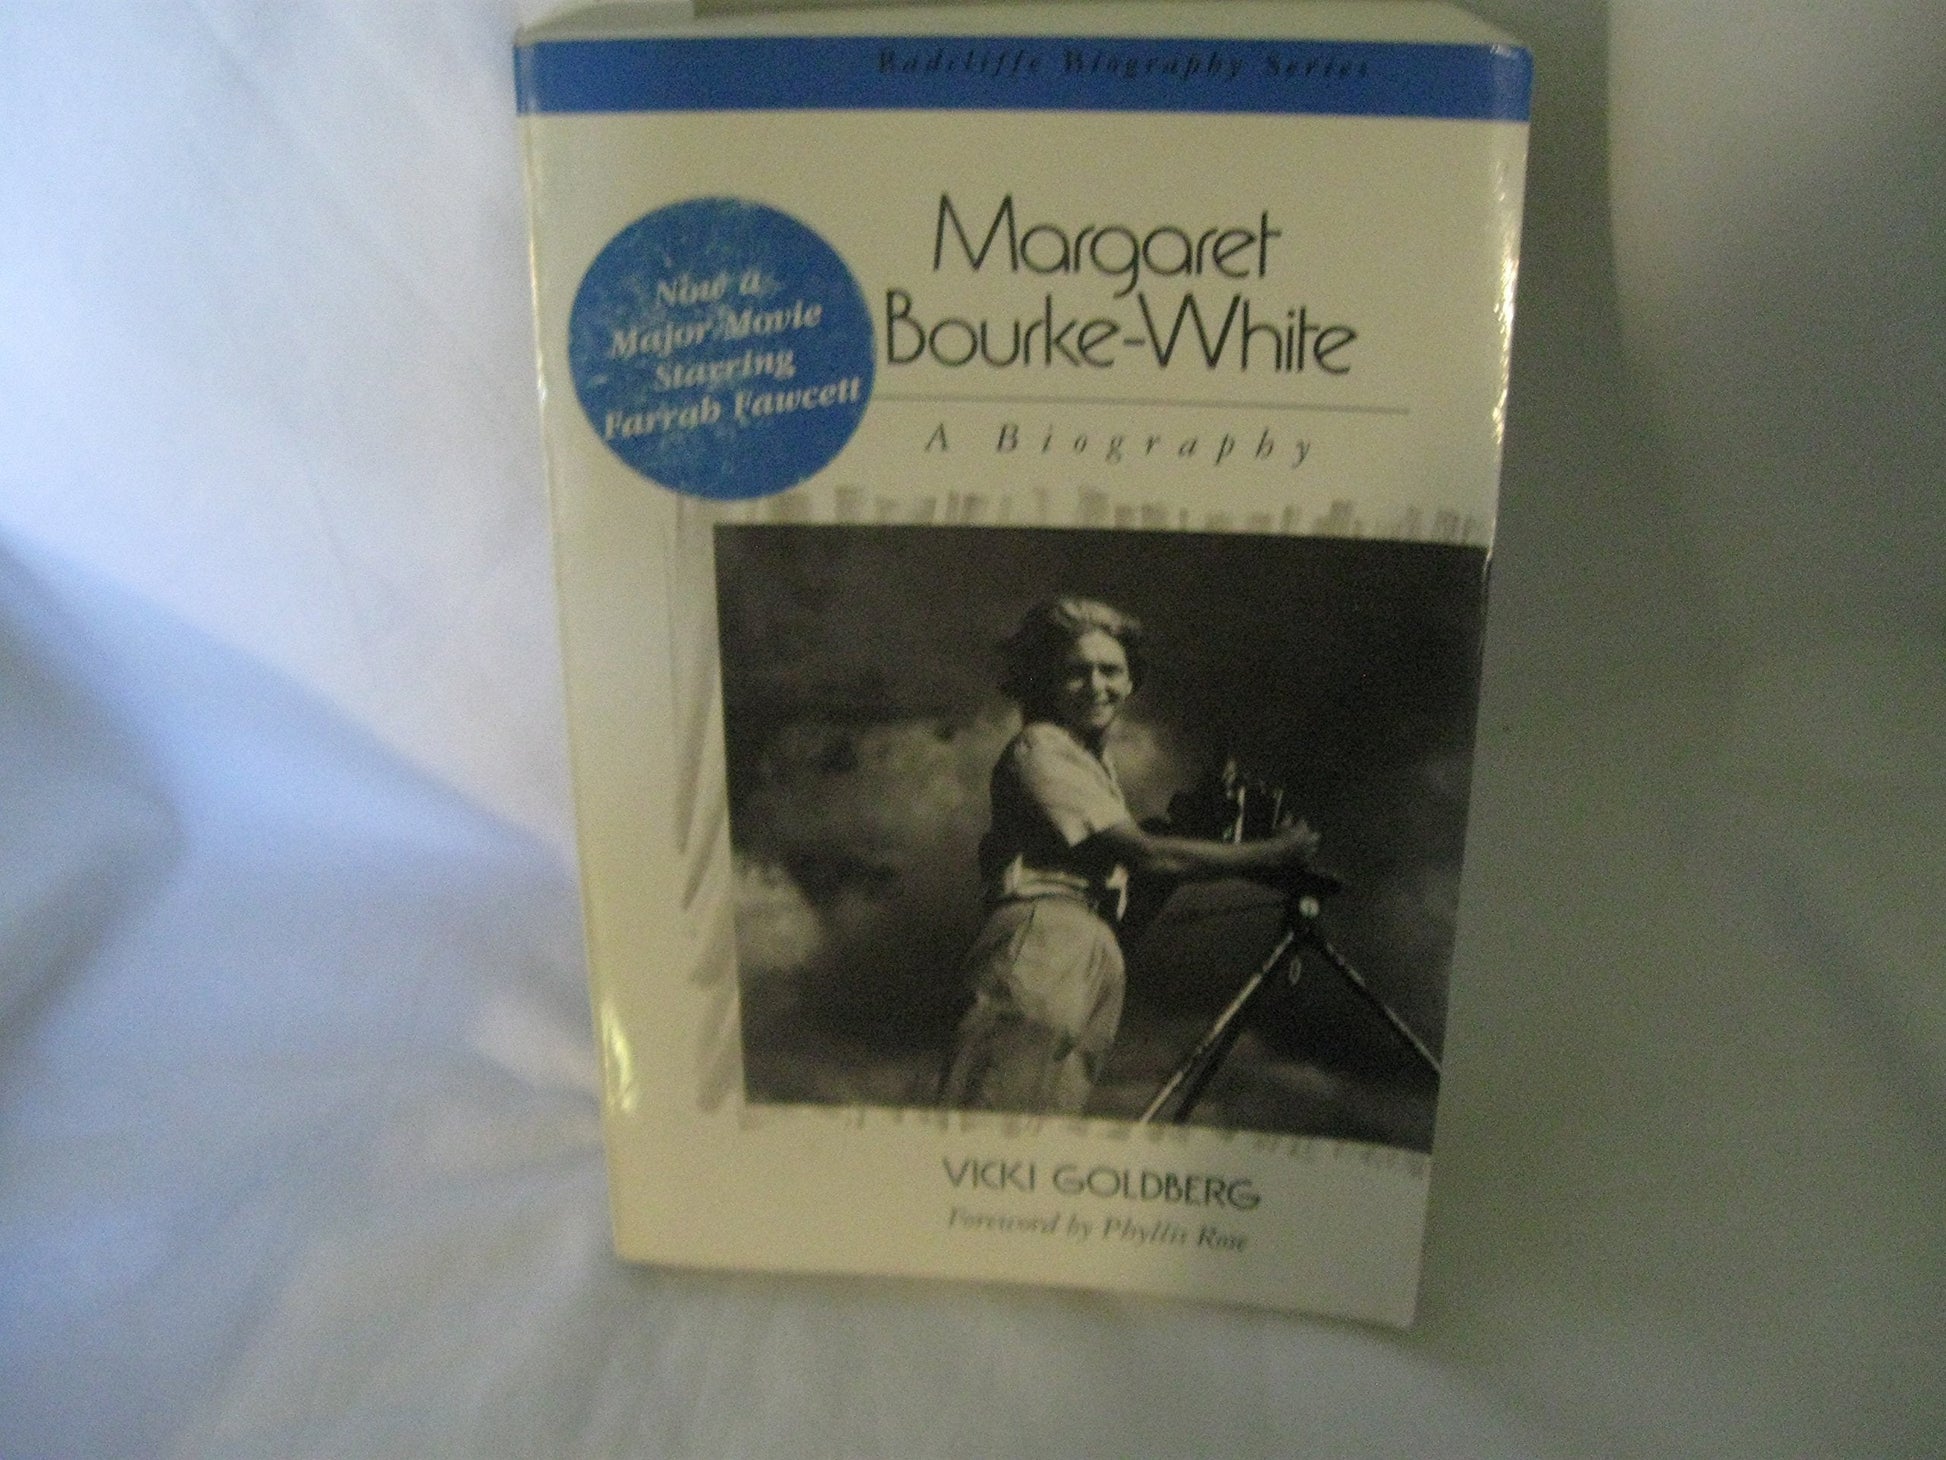 Radcliffe Biography Series
Now a
Major Movie
Starring
Farrah Fawcett
Margaret
Bourke-White
A Biography
VICKI GOLDBERG
Foreword by Phyllis Rose